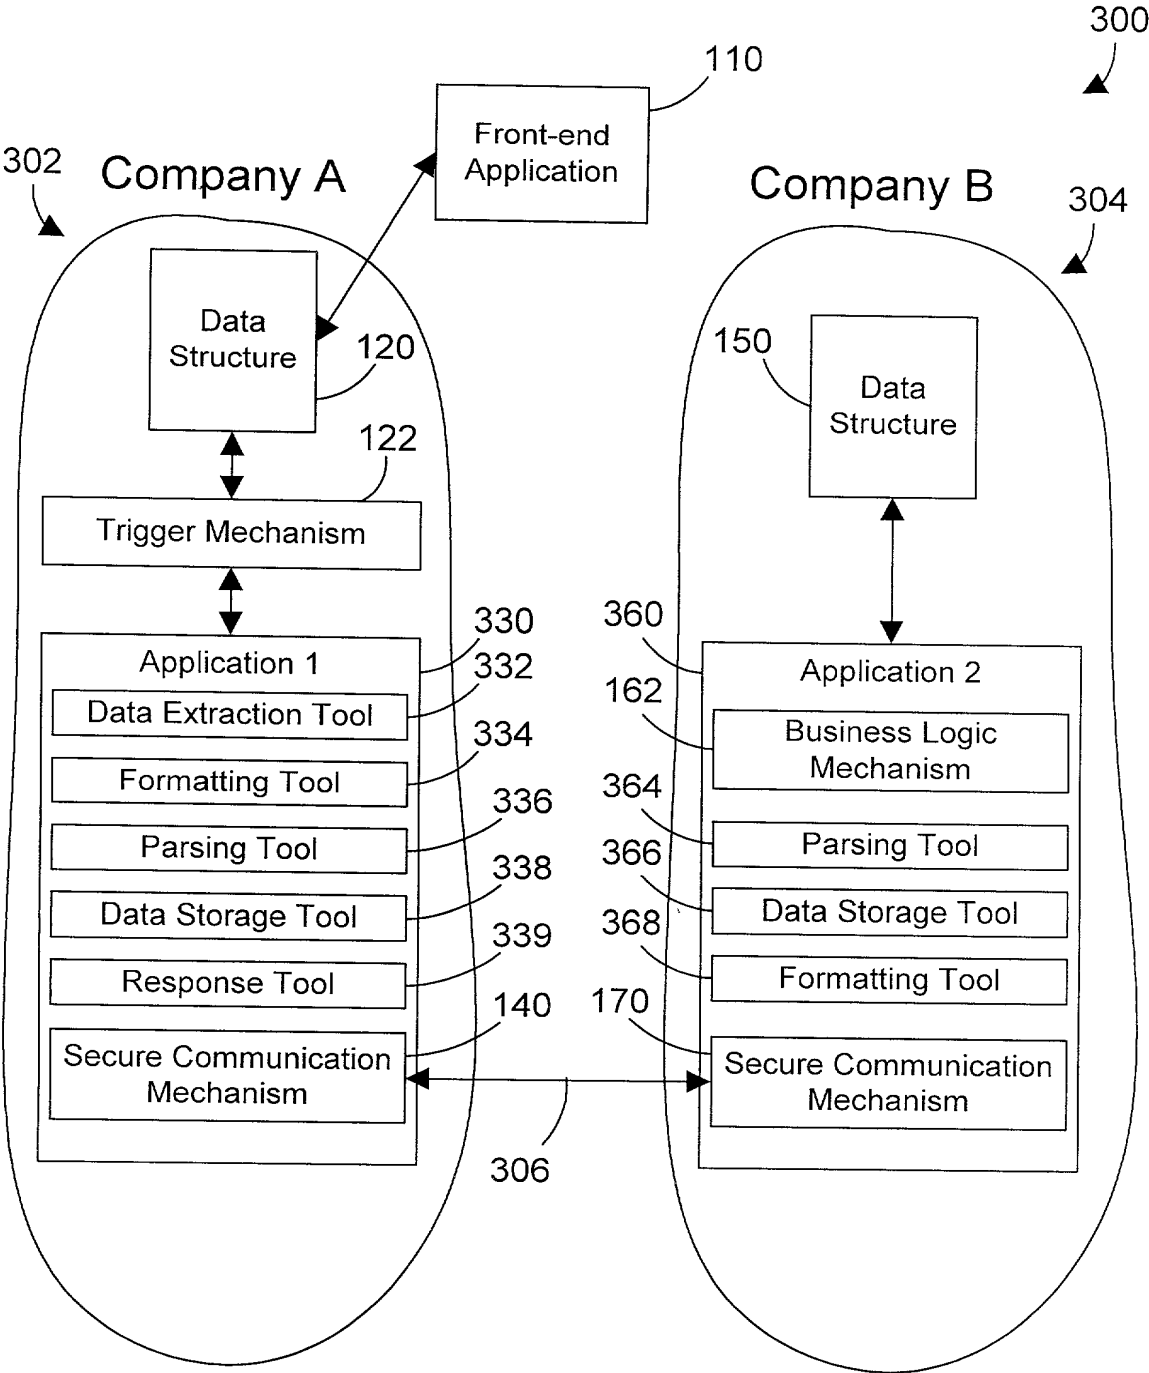 300
110
Front-end
Application
302
Company A
Company B
304
Data
Structure
120
150
Data
Structure
122
Trigger Mechanism
330
Application 1
332
Data Extraction Tool
334
Formatting Tool
336
Parsing Tool
338
Data Storage Tool
339
Response Tool
140
Secure Communication
Mechanism
360
Application 2
162
Business Logic
Mechanism
364
Parsing Tool
366
Data Storage Tool
368
Formatting Tool
170
Secure Communication
Mechanism
306